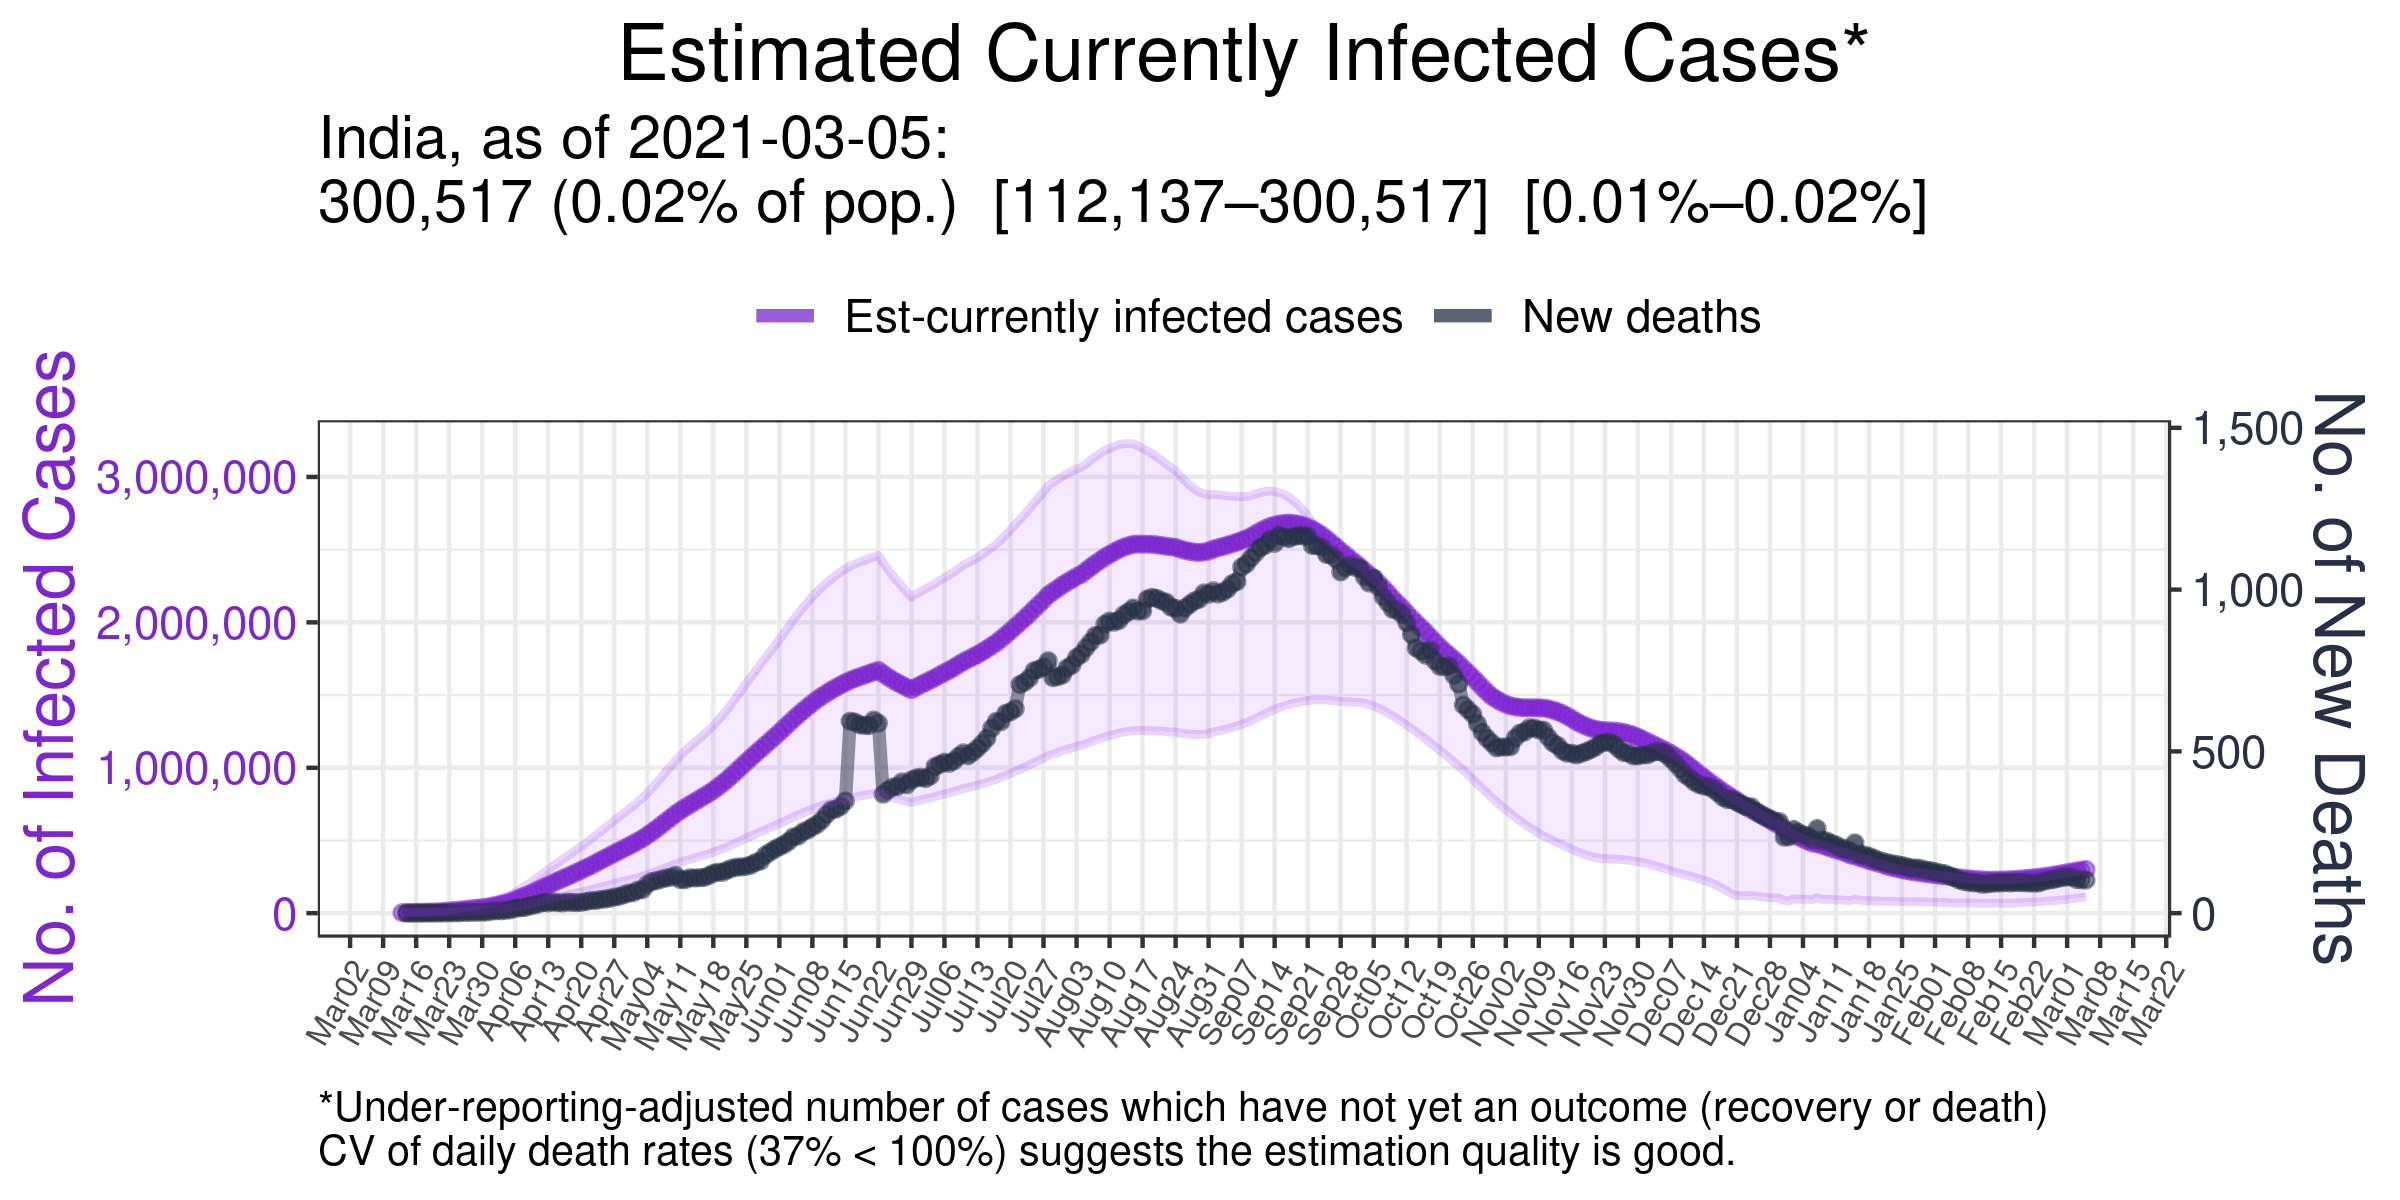 Estimated Currently Infected Cases*
India, as of 2021-03-05:
300,517 (0.02% of pop.) [112,137–300,517] [0.01%–0.02%]
Est-currently infected cases New deaths
No. of Infected Cases
3,000,000
2,000,000
1,000,000
0
1,500
1,000
500
0
No. of New Deaths
Mar02 Mar09 Mar16 Mar23 Mar30 Apr06 Apr13 Apr20 Apr27 May04 May11 May18 May25 Jun01 Jun08 Jun15 Jun22 Jun29 Jul06 Jul13 Jul20 Jul27 Aug03 Aug10 Aug17 Aug24 Aug31 Sep07 Sep14 Sep21 Sep28 Oct05 Oct12 Oct19 Oct26 Nov02 Nov09 Nov16 Nov23 Nov30 Dec07 Dec14 Dec21 Dec28 Jan04 Jan11 Jan18 Jan25 Feb01 Feb08 Feb15 Feb22 Mar01 Mar08 Mar15 Mar22
*Under-reporting-adjusted number of cases which have not yet an outcome (recovery or death)
CV of daily death rates (37% < 100%) suggests the estimation quality is good.